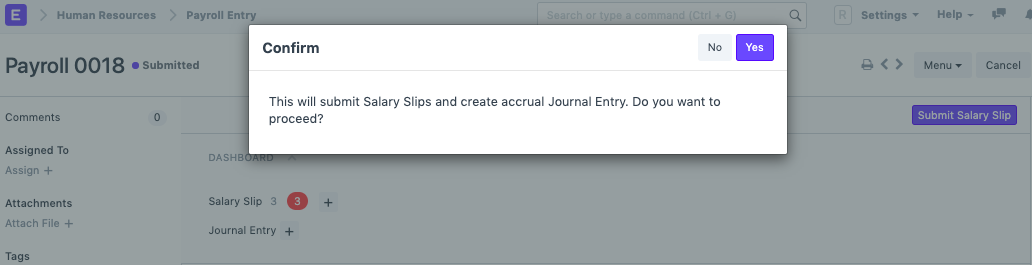 E Human Resources Payroll Entry Search or type a command (Ctrl + G) R Settings Help
Confirm No Yes
Payroll 0018 Submitted Menu Cancel
This will submit Salary Slips and create accrual Journal Entry. Do you want to
proceed?
Comments 0 Submit Salary Slip
Assigned To
Assign +
DASHBOARD
Attachments
Salary Slip 3 3 +
Attach File +
Journal Entry +
Tags